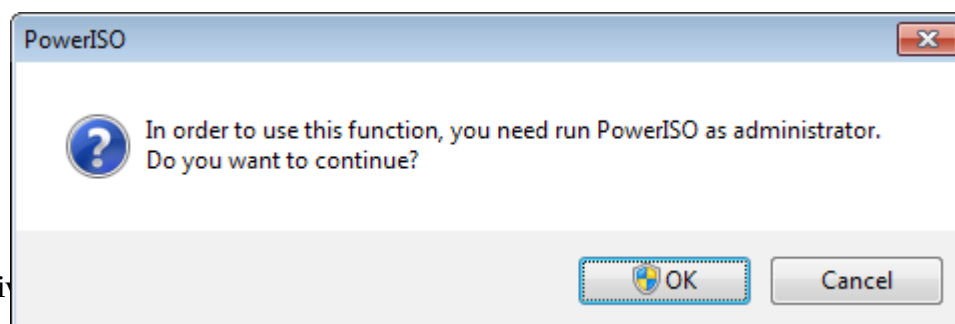 PowerISO
In order to use this function, you need run PowerISO as administrator.
Do you want to continue?
OK
Cancel